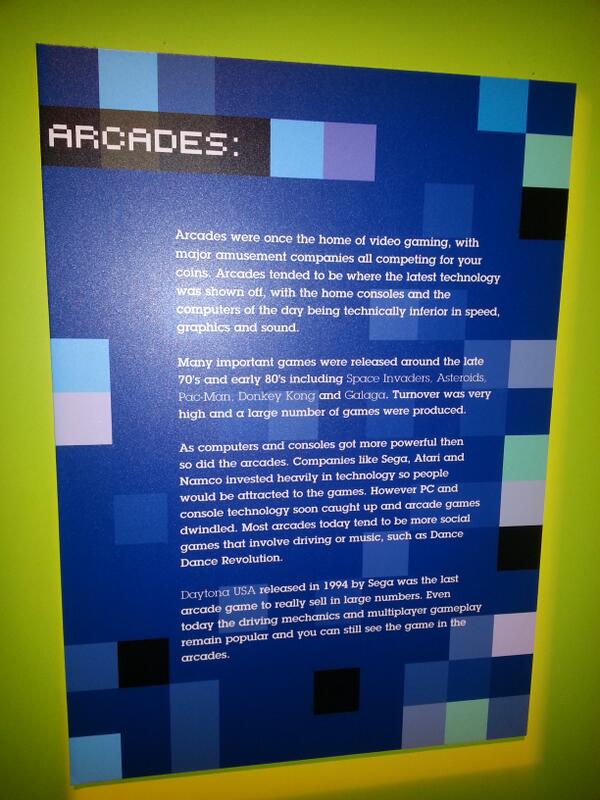 ARCADES:
Arcades were once the home of video gaming, with
major amusement companies all competing for your
coins. Arcades tended to be where the latest technology
was shown off, with the home consoles and the
computers of the day being technically inferior in speed,
graphics and sound.
Many important games were released around the late
70's and early 80's including Space Invaders, Asteroids,
Pac-Man, Donkey Kong and Galaga. Turnover was very
high and a large number of games were produced.
As computers and consoles got more powerful then
so did the arcades. Companies like Sega, Atari and
Namco invested heavily in technology so people
would be attracted to the games. However PC and
console technology soon caught up and arcade games
dwindled. Most arcades today tend to be more social
games that involve driving or music, such as Dance
Dance Revolution.
Daytona USA released in 1994 by Sega was the last
arcade game to really sell in large numbers. Even
today the driving mechanics and multiplayer gameplay
remain popular and you can still see the game in the
arcades.